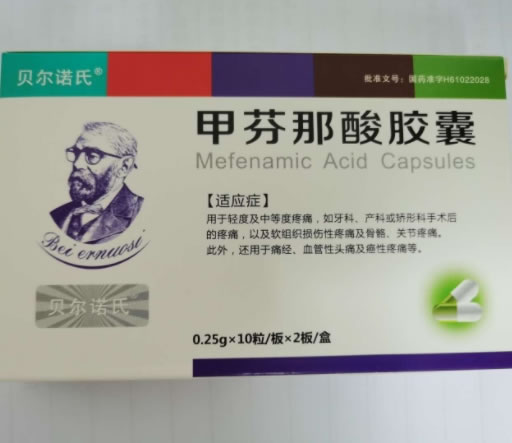 贝尔诺氏®
批准文号：国药准字H61022028
甲芬那酸胶囊
Mefenamic Acid Capsules
【适应症】
用于轻度及中等度疼痛，如牙科、产科或矫形科手术后
的疼痛，以及软组织损伤性疼痛及骨骼、关节疼痛。
此外，还用于痛经、血管性头痛及癌性疼痛等。
Bei ernuosi
贝尔诺氏
0.25g×10粒/板×2板/盒